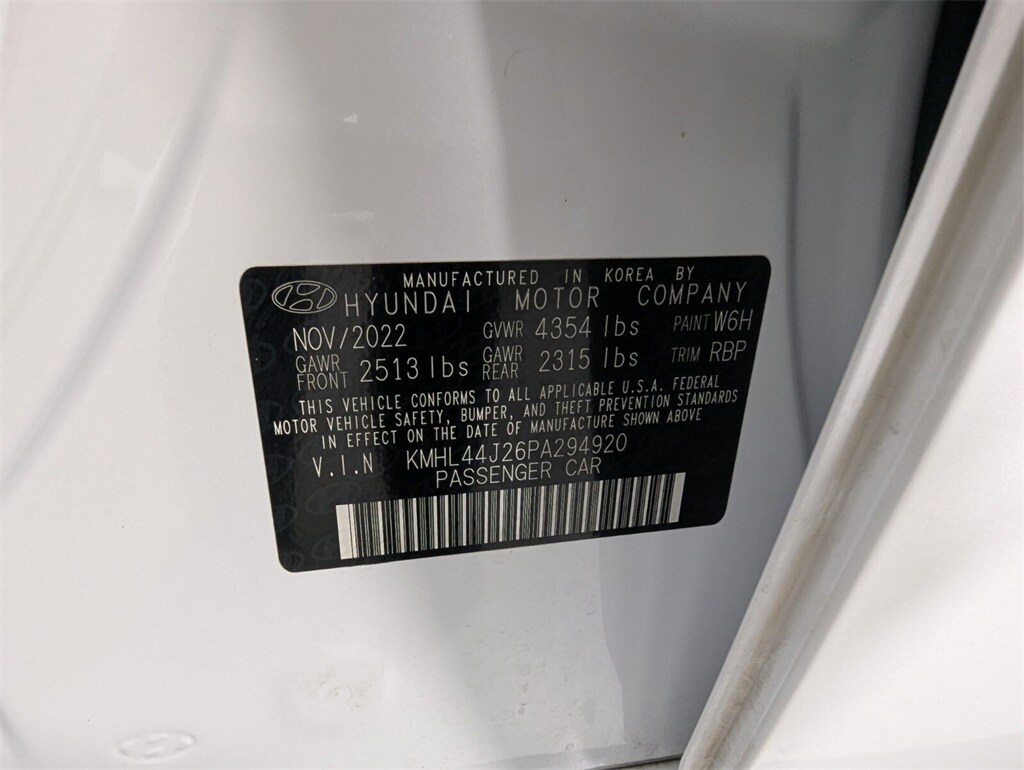 MANUFACTURED IN KOREA BY
HYUNDAI MOTOR COMPANY
NOV/2022 GVWR 4354 lbs PAINT W6H
GAWR FRONT 2513 lbs GAWR REAR 2315 lbs TRIM RBP
THIS VEHICLE CONFORMS TO ALL APPLICABLE U.S.A. FEDERAL
MOTOR VEHICLE SAFETY, BUMPER, AND THEFT PREVENTION STANDARDS
IN EFFECT ON THE DATE OF MANUFACTURE SHOWN ABOVE
V.I.N KMHL44J26PA294920
PASSENGER CAR